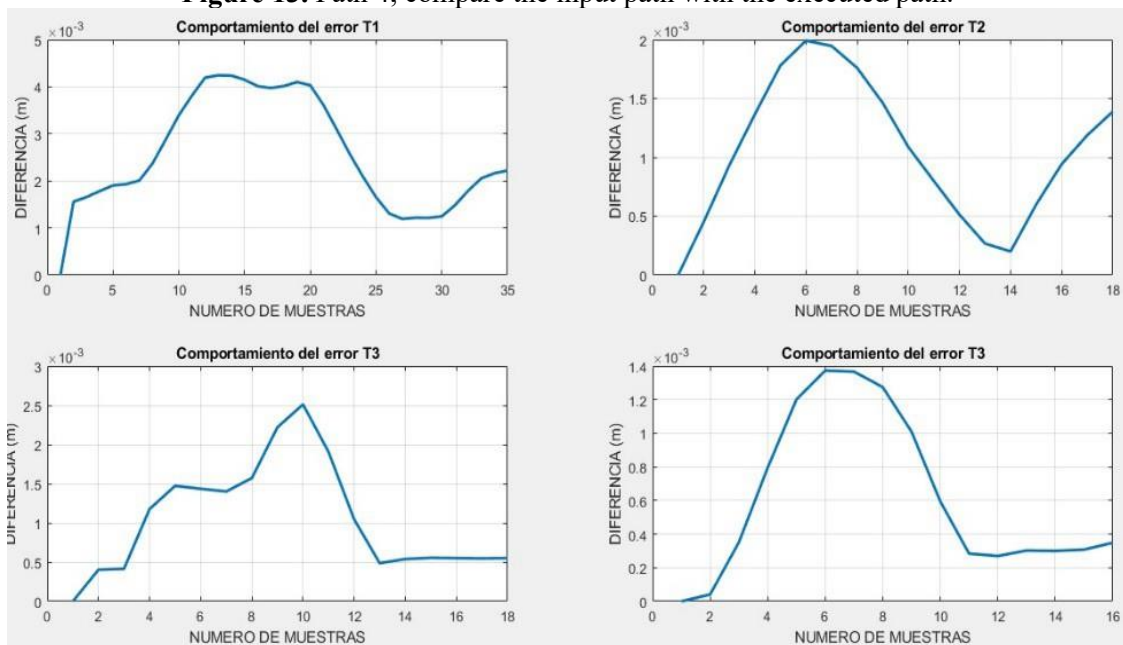 Figure 13. Path 4, compare the input path with the executed path.
Comportamiento del error T1
×10⁻³
5
4
3
2
1
0
DIFERENCIA (m)
0 5 10 15 20 25 30 35
NUMERO DE MUESTRAS
Comportamiento del error T2
×10⁻³
2
1.5
1
0.5
0
DIFERENCIA (m)
0 2 4 6 8 10 12 14 16 18
NUMERO DE MUESTRAS
Comportamiento del error T3
×10⁻³
3
2.5
2
1.5
1
0.5
0
DIFERENCIA (m)
0 2 4 6 8 10 12 14 16 18
NUMERO DE MUESTRAS
Comportamiento del error T3
×10⁻³
1.4
1.2
1
0.8
0.6
0.4
0.2
0
DIFERENCIA (m)
0 2 4 6 8 10 12 14 16
NUMERO DE MUESTRAS